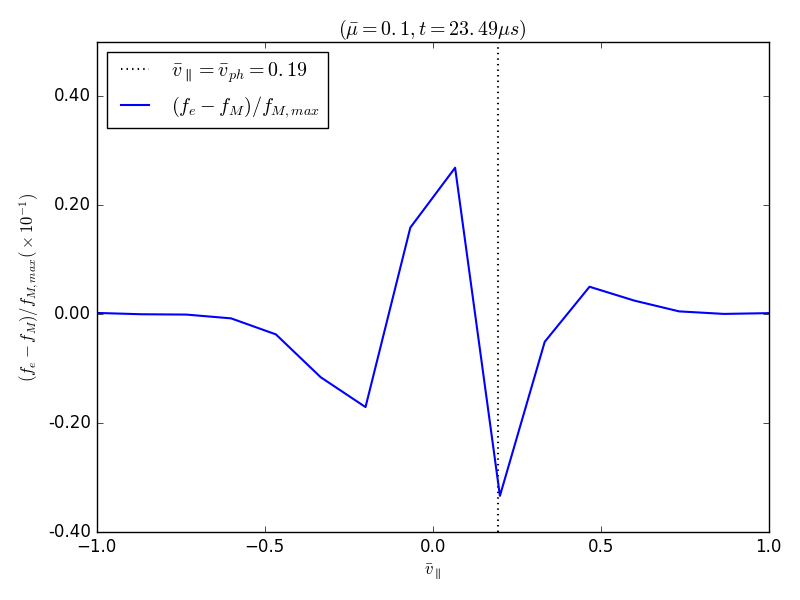 (μ̄ = 0.1, t = 23.49μs)
v̄∥ = v̄ph = 0.19
(fe − fM)/fM,max
(fe − fM)/fM,max(×10⁻¹)
0.40
0.20
0.00
-0.20
-0.40
−1.0 −0.5 0.0 0.5 1.0
v̄∥